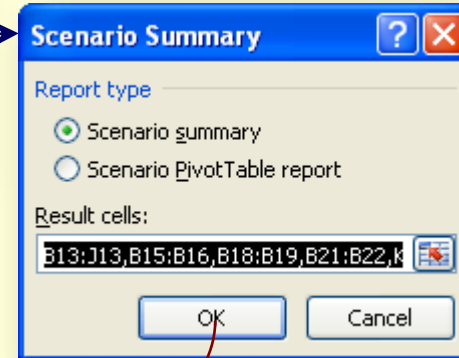 Scenario Summary
Report type
Scenario summary
Scenario PivotTable report
Result cells:
B13:J13,B15:B16,B18:B19,B21:B22,K
OK
Cancel